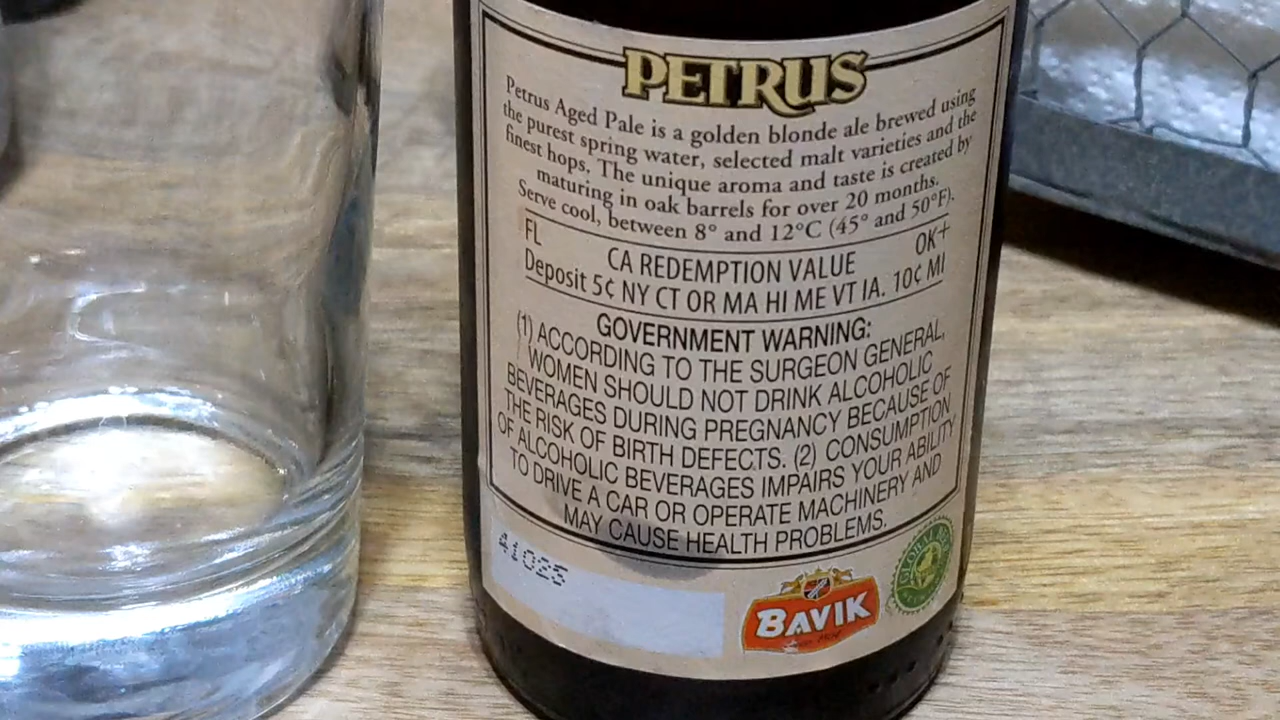 PETRUS
Petrus Aged Pale is a golden blonde ale brewed using
the purest spring water, selected malt varieties and the
finest hops. The unique aroma and taste is created by
maturing in oak barrels for over 20 months.
Serve cool, between 8° and 12°C (45° and 50°F).
FL CA REDEMPTION VALUE OK+
Deposit 5¢ NY CT OR MA HI ME VT IA. 10¢ MI
GOVERNMENT WARNING:
(1) ACCORDING TO THE SURGEON GENERAL,
WOMEN SHOULD NOT DRINK ALCOHOLIC
BEVERAGES DURING PREGNANCY BECAUSE OF
THE RISK OF BIRTH DEFECTS. (2) CONSUMPTION
OF ALCOHOLIC BEVERAGES IMPAIRS YOUR ABILITY
TO DRIVE A CAR OR OPERATE MACHINERY AND
MAY CAUSE HEALTH PROBLEMS.
41025
BAVIK
GLOBAL